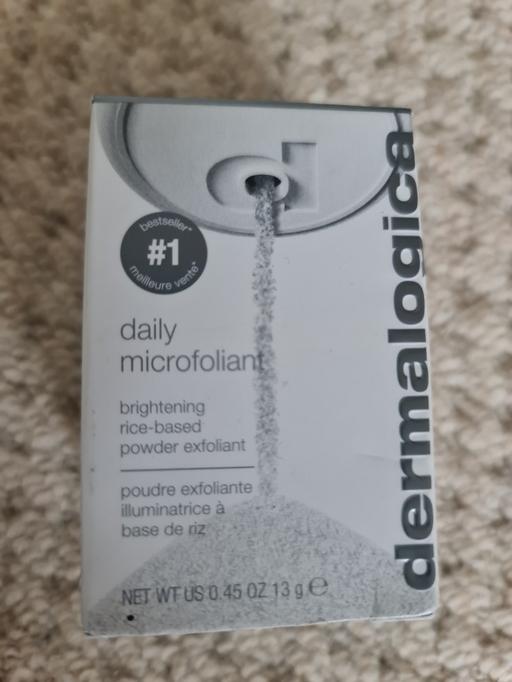 dermalogica
bestseller*
#1
meilleure vente*
daily
microfoliant
brightening
rice-based
powder exfoliant
poudre exfoliante
illuminatrice à
base de riz
NET WT US 0.45 OZ 13 g ℮